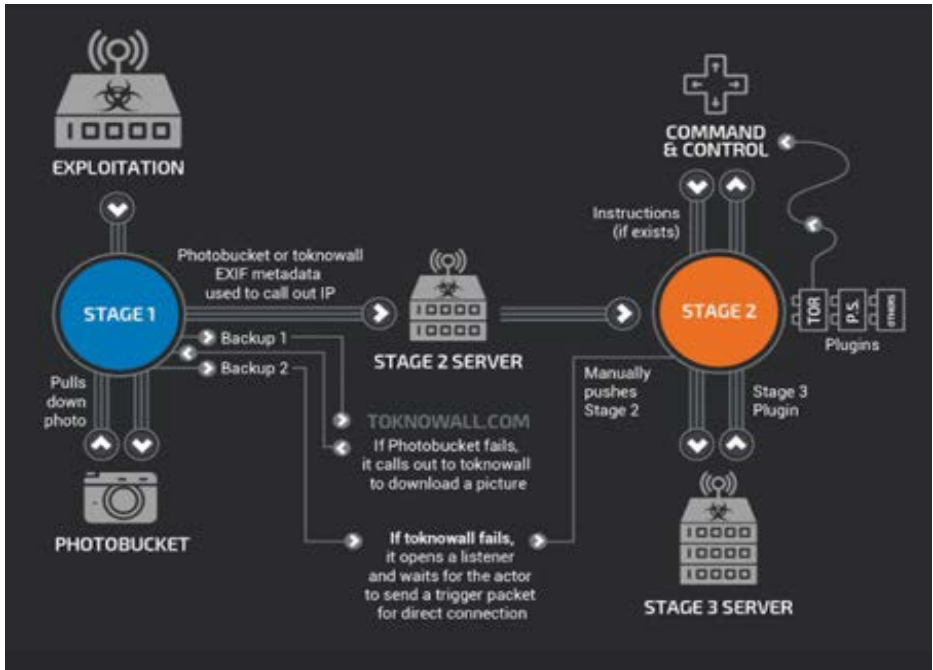 EXPLOITATION
COMMAND
& CONTROL
Instructions
(if exists)
Photobucket or toknowall
EXIF metadata
used to call out IP
STAGE 1
STAGE 2 SERVER
STAGE 2
TOR
P.S.
OTHERS
Plugins
Backup 1
Backup 2
Pulls
down
photo
TOKNOWALL.COM
If Photobucket fails,
it calls out to toknowall
to download a picture
Manually
pushes
Stage 2
Stage 3
Plugin
PHOTOBUCKET
If toknowall fails,
it opens a listener
and waits for the actor
to send a trigger packet
for direct connection
STAGE 3 SERVER